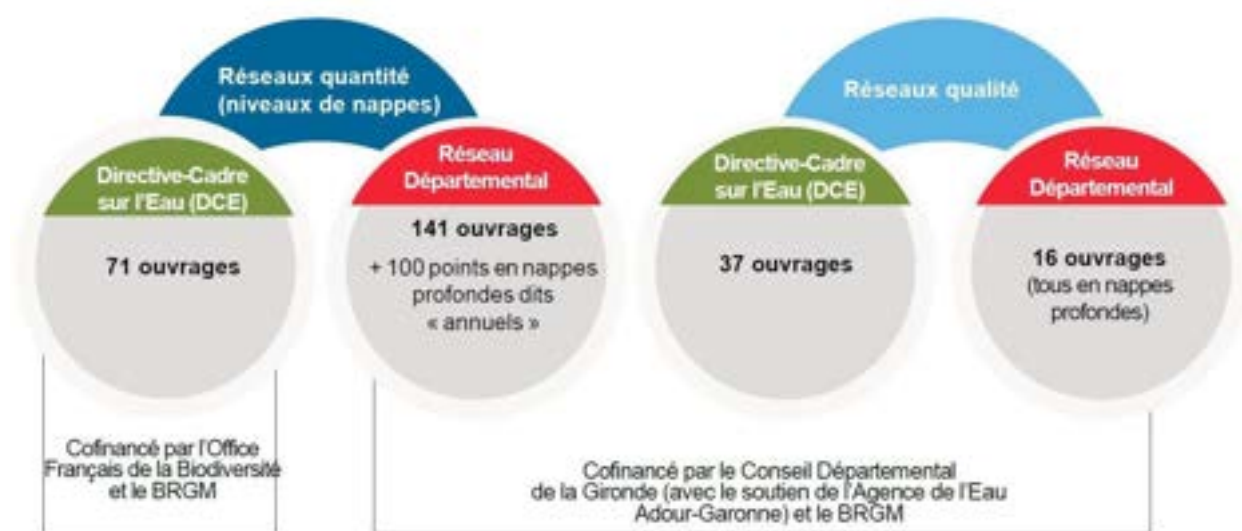 Réseaux quantité
(niveaux de nappes)
Réseaux qualité
Directive-Cadre
sur l'Eau (DCE)
71 ouvrages
Réseau
Départemental
141 ouvrages
+ 100 points en nappes
profondes dits
« annuels »
Directive-Cadre
sur l'Eau (DCE)
37 ouvrages
Réseau
Départemental
16 ouvrages
(tous en nappes
profondes)
Cofinancé par l'Office
Français de la Biodiversité
et le BRGM
Cofinancé par le Conseil Départemental
de la Gironde (avec le soutien de l'Agence de l'Eau
Adour-Garonne) et le BRGM